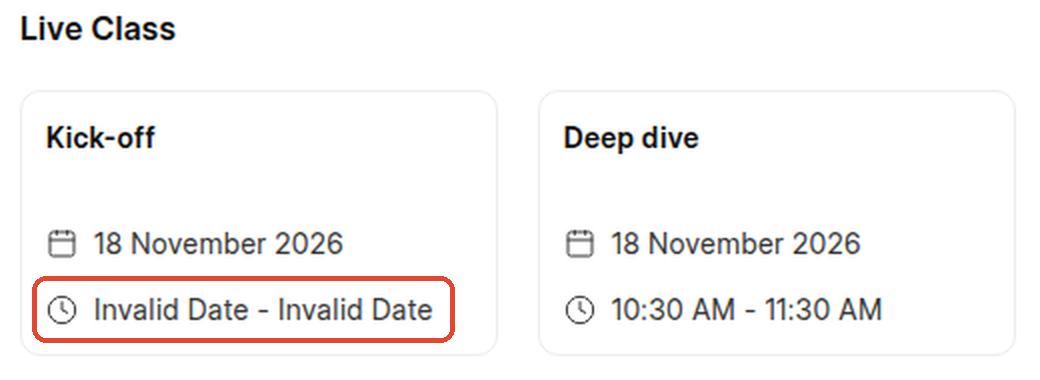 Live Class
Kick-off
18 November 2026
Invalid Date - Invalid Date
Deep dive
18 November 2026
10:30 AM - 11:30 AM